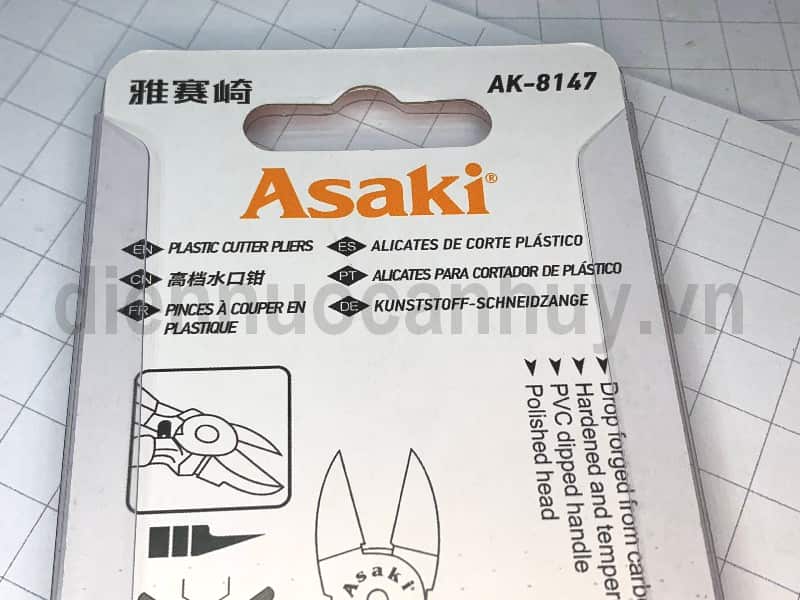 雅赛崎
AK-8147
Asaki®
EN PLASTIC CUTTER PLIERS
CN 高档水口钳
FR PINCES À COUPER EN
PLASTIQUE
ES ALICATES DE CORTE PLÁSTICO
PT ALICATES PARA CORTADOR DE PLÁSTICO
DE KUNSTSTOFF-SCHNEIDZANGE
diennuocanhuy.vn
Drop forged from
Hardened and
PVC dipped handle
Polished head
Asaki